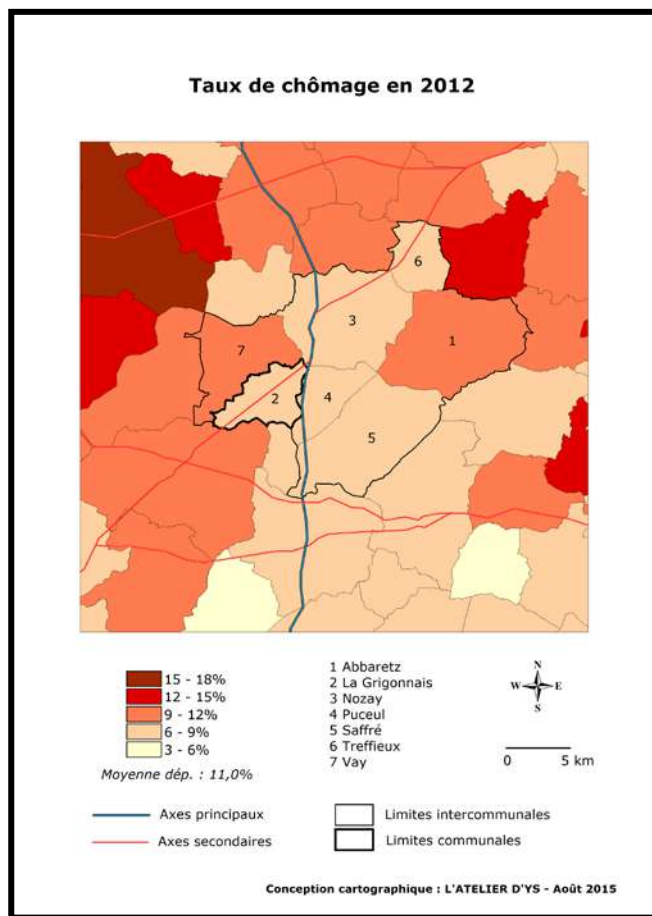 Taux de chômage en 2012
6
3
7
1
2
4
5
15 - 18%
12 - 15%
9 - 12%
6 - 9%
3 - 6%
Moyenne dép. : 11,0%
1 Abbaretz
2 La Grigonnais
3 Nozay
4 Puceul
5 Saffré
6 Treffieux
7 Vay
N
W E
S
0 5 km
Axes principaux
Axes secondaires
Limites intercommunales
Limites communales
Conception cartographique : L'ATELIER D'YS - Août 2015